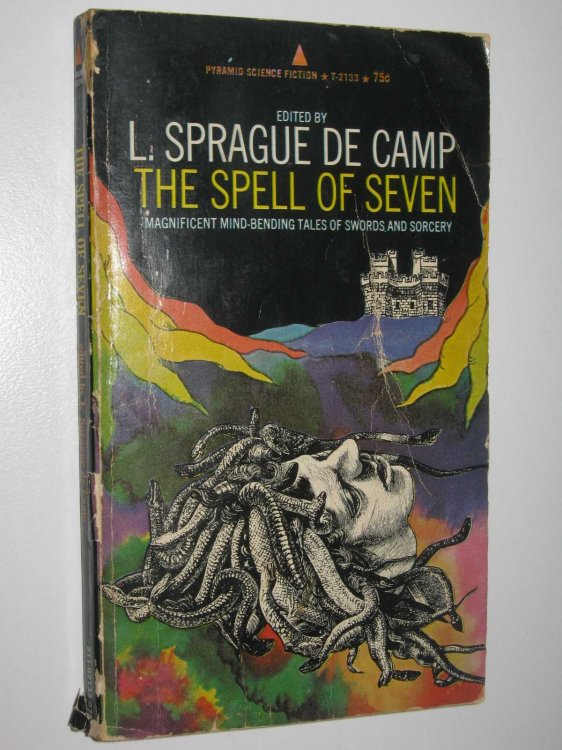 PYRAMID SCIENCE FICTION ★ T-2133 ★ 75¢
EDITED BY
L. SPRAGUE DE CAMP
THE SPELL OF SEVEN
MAGNIFICENT MIND-BENDING TALES OF SWORDS AND SORCERY
THE SPELL OF SEVEN